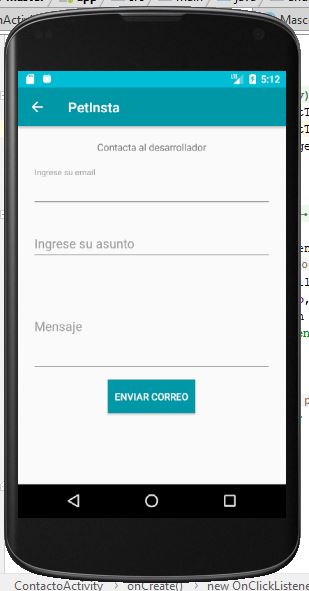 5:12
PetInsta
Contacta al desarrollador
Ingrese su email
Ingrese su asunto
Mensaje
ENVIAR CORREO
ContactoActivity onCreate() new OnClickListene